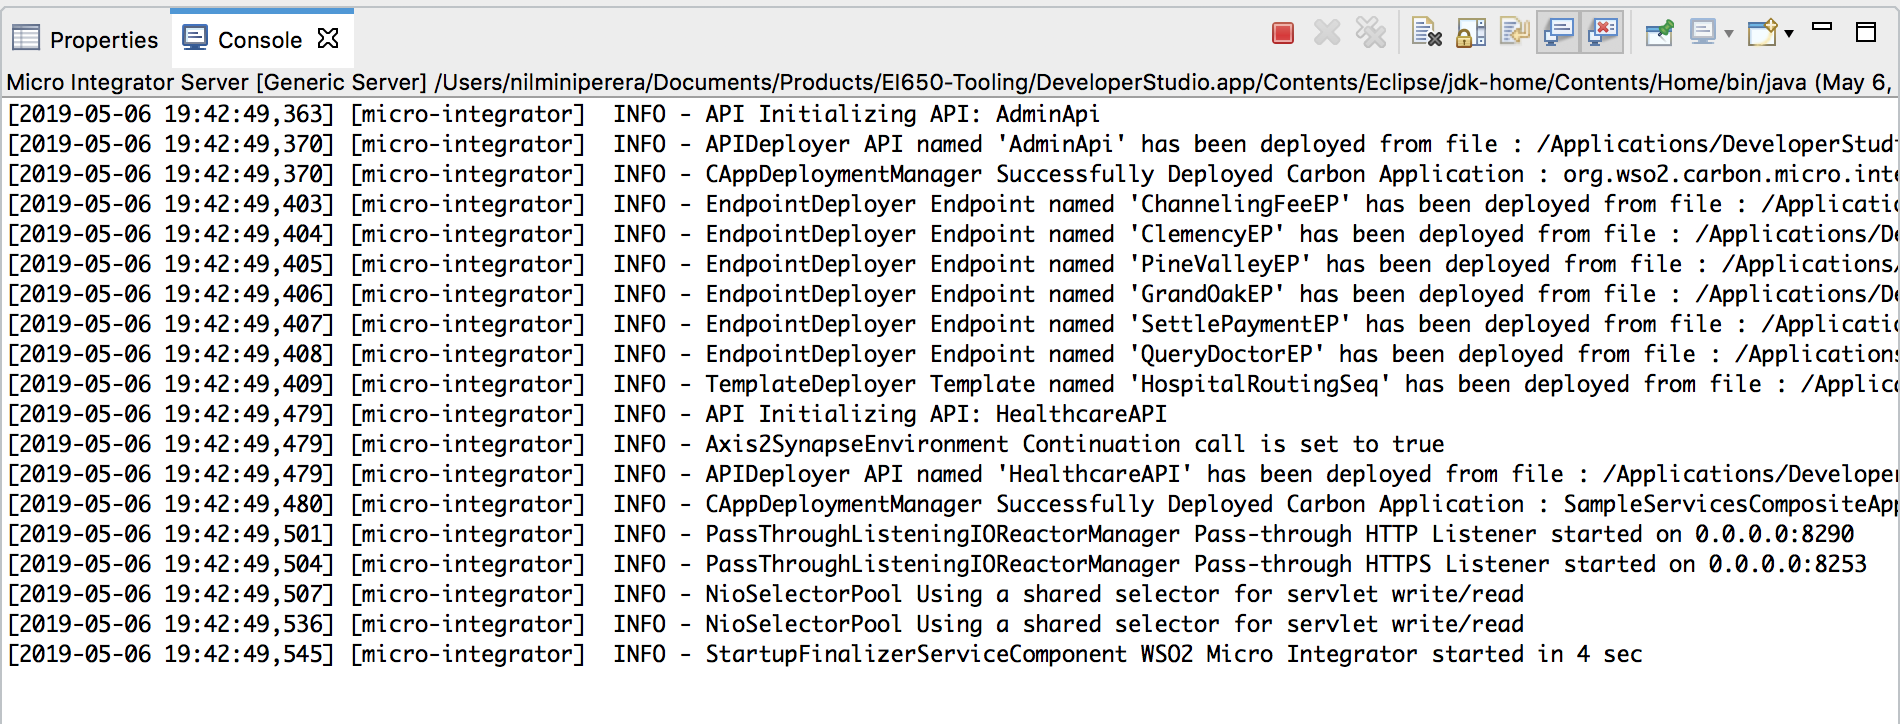 Properties Console
Micro Integrator Server [Generic Server] /Users/nilminiperera/Documents/Products/EI650-Tooling/DeveloperStudio.app/Contents/Eclipse/jdk-home/Contents/Home/bin/java (May 6,
[2019-05-06 19:42:49,363] [micro-integrator]  INFO - API Initializing API: AdminApi
[2019-05-06 19:42:49,370] [micro-integrator]  INFO - APIDeployer API named 'AdminApi' has been deployed from file : /Applications/DeveloperStud
[2019-05-06 19:42:49,370] [micro-integrator]  INFO - CAppDeploymentManager Successfully Deployed Carbon Application : org.wso2.carbon.micro.inte
[2019-05-06 19:42:49,403] [micro-integrator]  INFO - EndpointDeployer Endpoint named 'ChannelingFeeEP' has been deployed from file : /Applicatio
[2019-05-06 19:42:49,404] [micro-integrator]  INFO - EndpointDeployer Endpoint named 'ClemencyEP' has been deployed from file : /Applications/De
[2019-05-06 19:42:49,405] [micro-integrator]  INFO - EndpointDeployer Endpoint named 'PineValleyEP' has been deployed from file : /Applications/
[2019-05-06 19:42:49,406] [micro-integrator]  INFO - EndpointDeployer Endpoint named 'GrandOakEP' has been deployed from file : /Applications/De
[2019-05-06 19:42:49,407] [micro-integrator]  INFO - EndpointDeployer Endpoint named 'SettlePaymentEP' has been deployed from file : /Applicatio
[2019-05-06 19:42:49,408] [micro-integrator]  INFO - EndpointDeployer Endpoint named 'QueryDoctorEP' has been deployed from file : /Applications
[2019-05-06 19:42:49,409] [micro-integrator]  INFO - TemplateDeployer Template named 'HospitalRoutingSeq' has been deployed from file : /Applica
[2019-05-06 19:42:49,479] [micro-integrator]  INFO - API Initializing API: HealthcareAPI
[2019-05-06 19:42:49,479] [micro-integrator]  INFO - Axis2SynapseEnvironment Continuation call is set to true
[2019-05-06 19:42:49,479] [micro-integrator]  INFO - APIDeployer API named 'HealthcareAPI' has been deployed from file : /Applications/Developer
[2019-05-06 19:42:49,480] [micro-integrator]  INFO - CAppDeploymentManager Successfully Deployed Carbon Application : SampleServicesCompositeApp
[2019-05-06 19:42:49,501] [micro-integrator]  INFO - PassThroughListeningIOReactorManager Pass-through HTTP Listener started on 0.0.0.0:8290
[2019-05-06 19:42:49,504] [micro-integrator]  INFO - PassThroughListeningIOReactorManager Pass-through HTTPS Listener started on 0.0.0.0:8253
[2019-05-06 19:42:49,507] [micro-integrator]  INFO - NioSelectorPool Using a shared selector for servlet write/read
[2019-05-06 19:42:49,536] [micro-integrator]  INFO - NioSelectorPool Using a shared selector for servlet write/read
[2019-05-06 19:42:49,545] [micro-integrator]  INFO - StartupFinalizerServiceComponent WSO2 Micro Integrator started in 4 sec